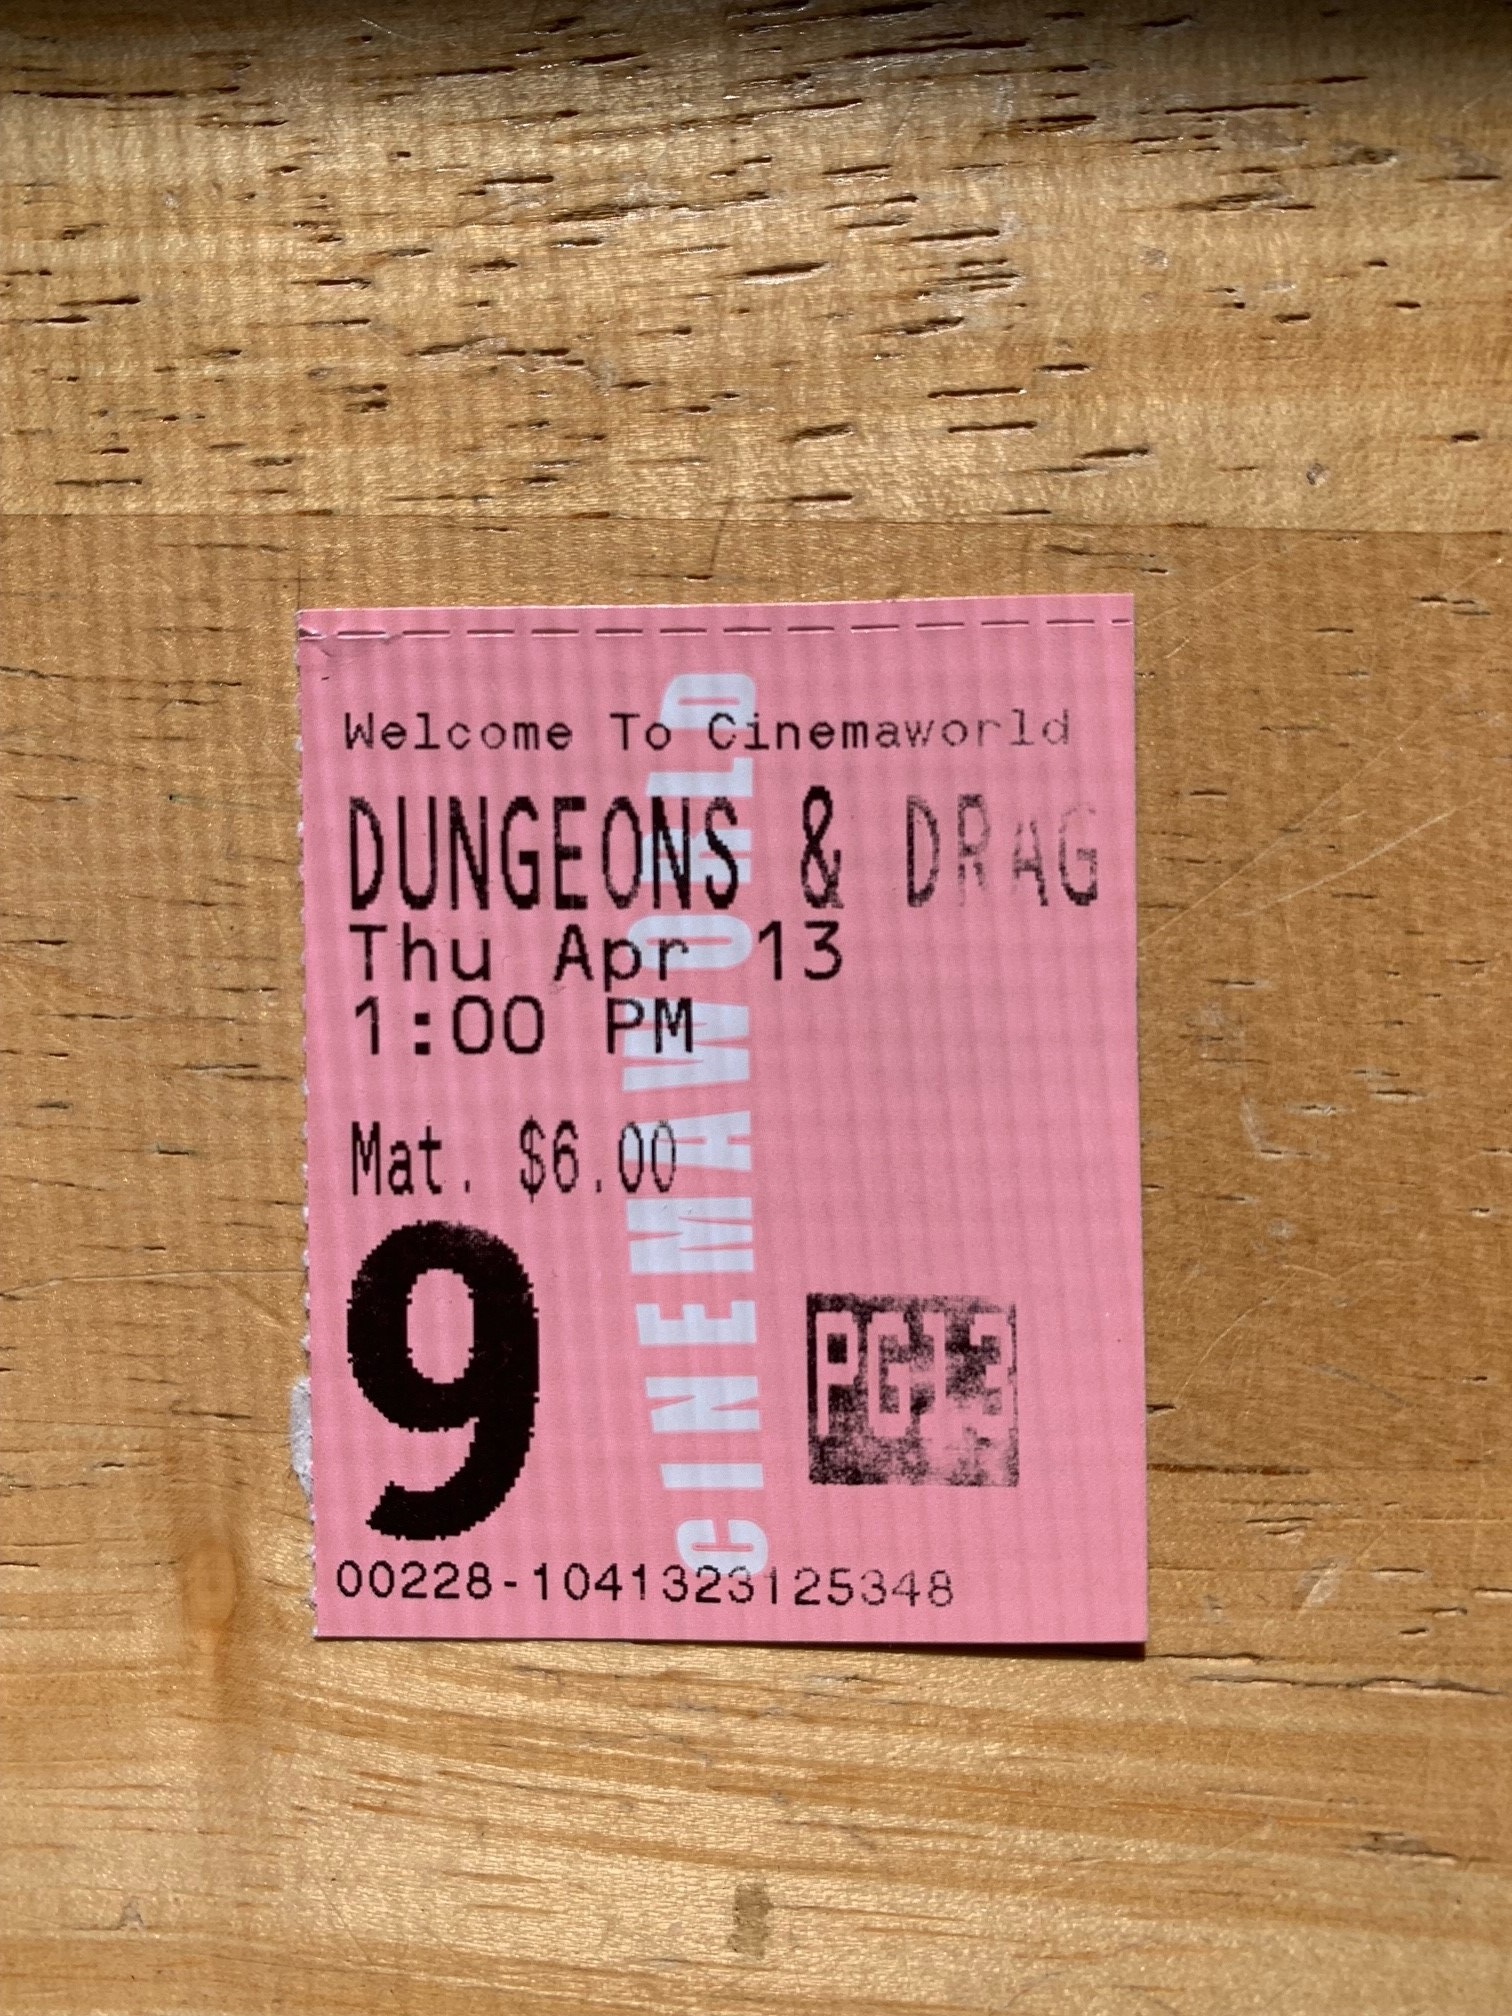 Welcome To Cinemaworld
DUNGEONS & DRAG
Thu Apr 13
1:00 PM
Mat. $6.00
9
PG13
00228-1041323125348
CINEMAWORLD